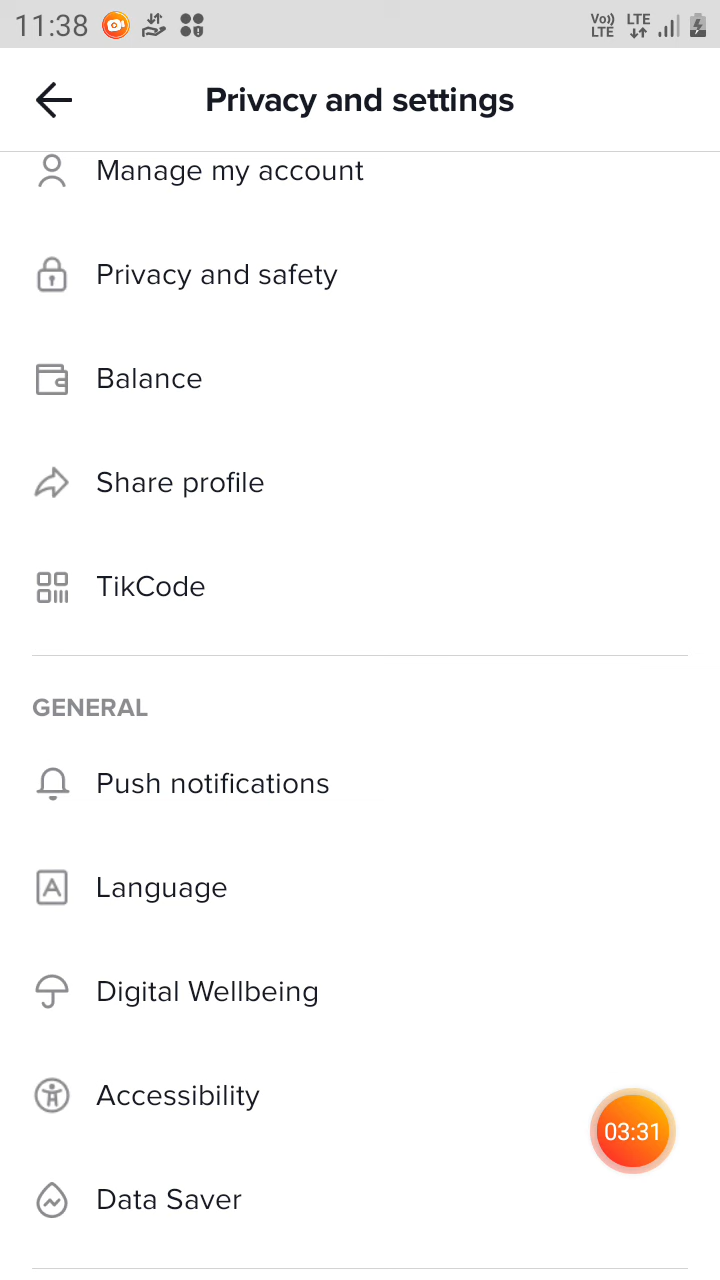 11:38
Vo)) LTE
LTE
Privacy and settings
Manage my account
Privacy and safety
Balance
Share profile
TikCode
GENERAL
Push notifications
A Language
Digital Wellbeing
Accessibility
03:31
Data Saver